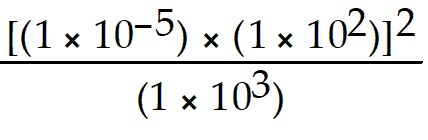 [(1 × 10⁻⁵) × (1 × 10²)]²
(1 × 10³)